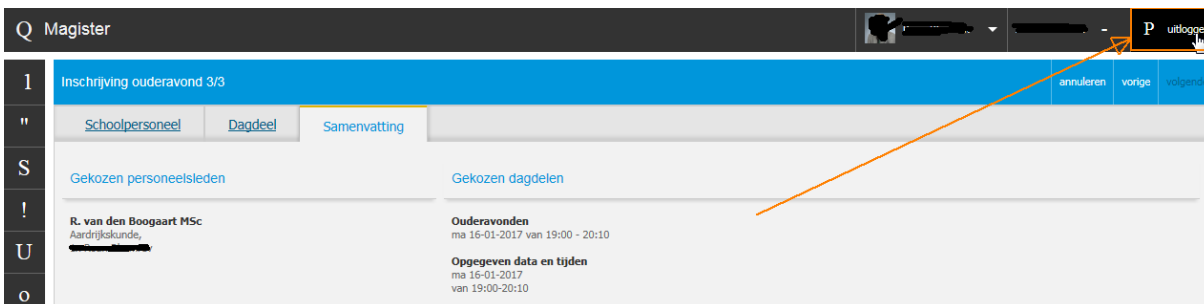 Q Magister
P uitlogge
l
"
S
!
U
o
Inschrijving ouderavond 3/3
annuleren vorige volgende
Schoolpersoneel Dagdeel Samenvatting
Gekozen personeelsleden
R. van den Boogaart MSc
Aardrijkskunde,
Gekozen dagdelen
Ouderavonden
ma 16-01-2017 van 19:00 - 20:10
Opgegeven data en tijden
ma 16-01-2017
van 19:00-20:10